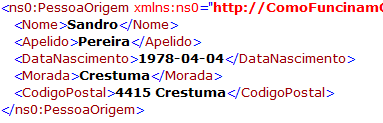 <ns0:PessoaOrigem xmlns:ns0="http://ComoFuncinam
<Nome>Sandro</Nome>
<Apelido>Pereira</Apelido>
<DataNascimento>1978-04-04</DataNascimento>
<Morada>Crestuma</Morada>
<CodigoPostal>4415 Crestuma</CodigoPostal>
</ns0:PessoaOrigem>